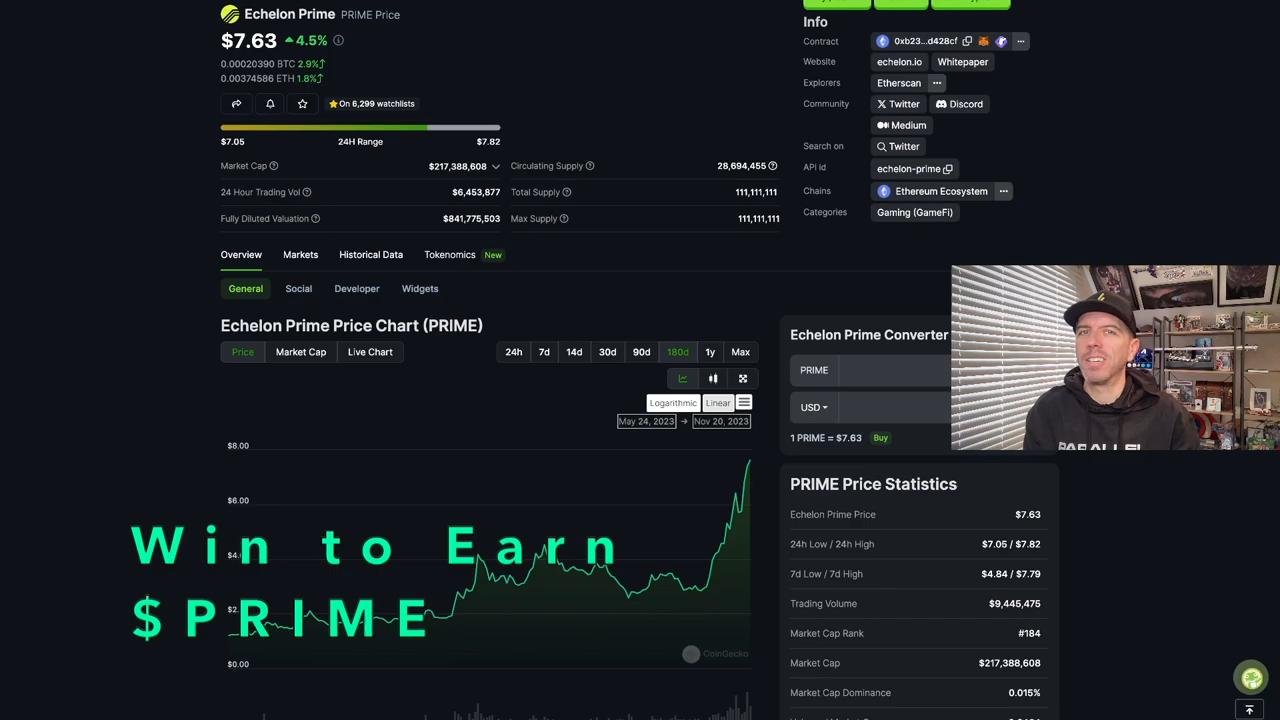 Echelon Prime PRIME Price
$7.63 4.5%
0.00020390 BTC 2.9%
0.00374586 ETH 1.8%
On 6,299 watchlists
$7.05 24H Range $7.82
Market Cap $217,388,608
24 Hour Trading Vol $6,453,877
Fully Diluted Valuation $841,775,503
Circulating Supply 28,694,455
Total Supply 111,111,111
Max Supply 111,111,111
Info
Contract 0xb23...d428cf
Website echelon.io Whitepaper
Explorers Etherscan
Community Twitter Discord
Medium
Search on Twitter
API id echelon-prime
Chains Ethereum Ecosystem
Categories Gaming (GameFi)
Overview Markets Historical Data Tokenomics New
General Social Developer Widgets
Echelon Prime Price Chart (PRIME)
Price Market Cap Live Chart 24h 7d 14d 30d 90d 180d 1y Max
Logarithmic Linear
May 24, 2023 → Nov 20, 2023
$8.00
$6.00
$4.
$2.
$0.00
CoinGecko
Win to Earn
$PRIME
Echelon Prime Converter
PRIME
USD
1 PRIME = $7.63 Buy
PARALLEL
PRIME Price Statistics
Echelon Prime Price $7.63
24h Low / 24h High $7.05 / $7.82
7d Low / 7d High $4.84 / $7.79
Trading Volume $9,445,475
Market Cap Rank #184
Market Cap $217,388,608
Market Cap Dominance 0.015%